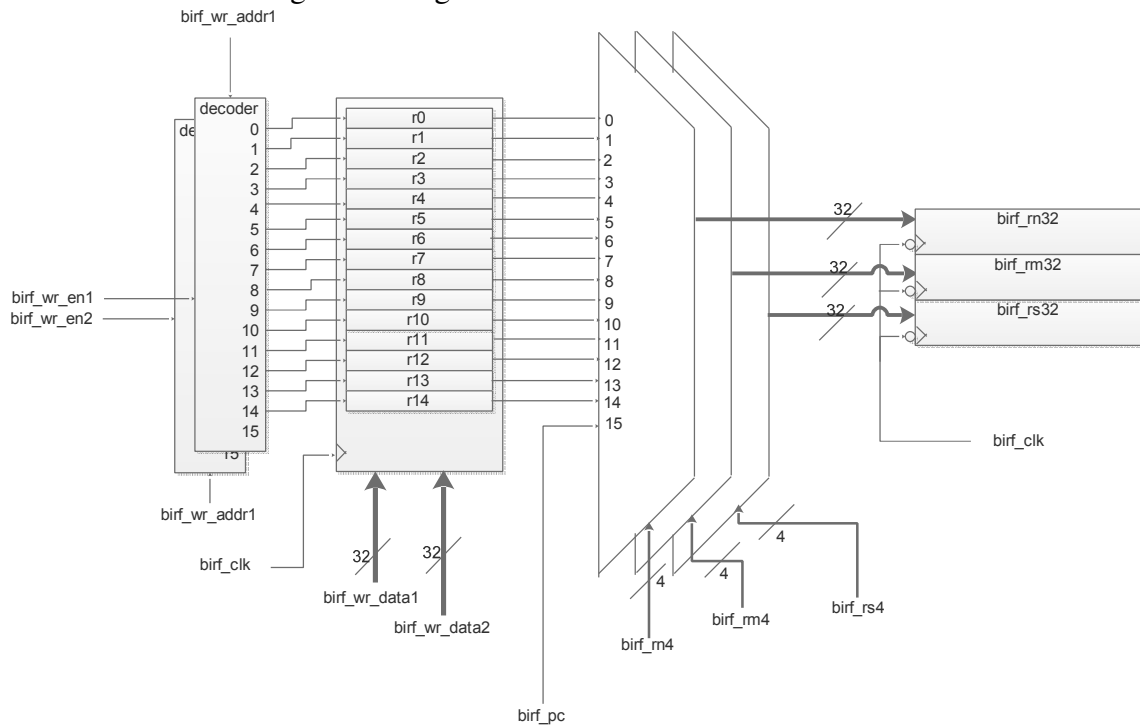 birf_wr_addr1
decoder
de
0
1
2
3
4
5
6
7
8
9
10
11
12
13
14
15
15
birf_wr_en1
birf_wr_en2
birf_wr_addr1
birf_clk
r0
r1
r2
r3
r4
r5
r6
r7
r8
r9
r10
r11
r12
r13
r14
32
32
birf_wr_data1
birf_wr_data2
0
1
2
3
4
5
6
7
8
9
10
11
12
13
14
15
birf_pc
4
4
4
birf_rn4
birf_rm4
birf_rs4
32
32
32
birf_rn32
birf_rm32
birf_rs32
birf_clk